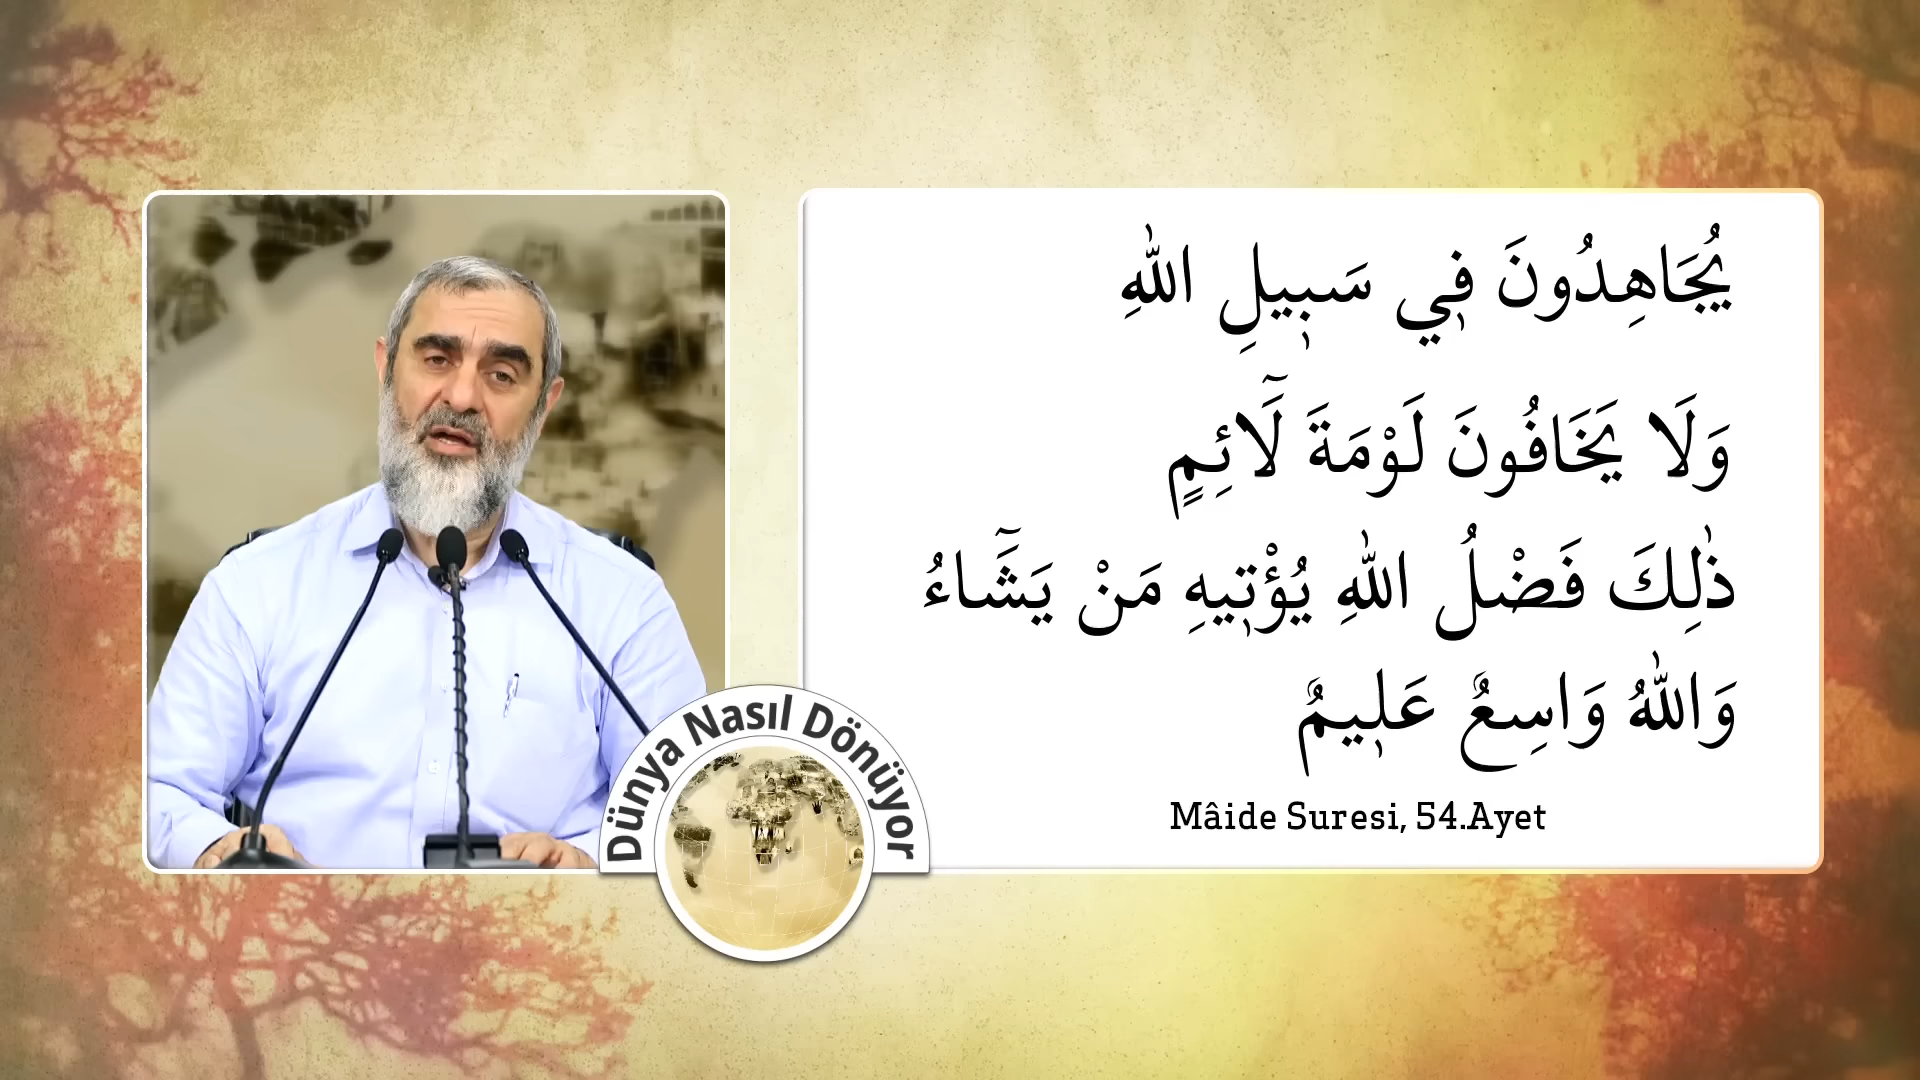 يُجَاهِدُونَ ف۪ي سَب۪يلِ اللّٰهِ
وَلَا يَخَافُونَ لَوْمَةَ لَٓائِمٍ
ذٰلِكَ فَضْلُ اللّٰهِ يُؤْت۪يهِ مَنْ يَشَٓاءُ
وَاللّٰهُ وَاسِعٌ عَل۪يمٌ
Mâide Suresi, 54.Ayet
Dünya Nasıl Dönüyor